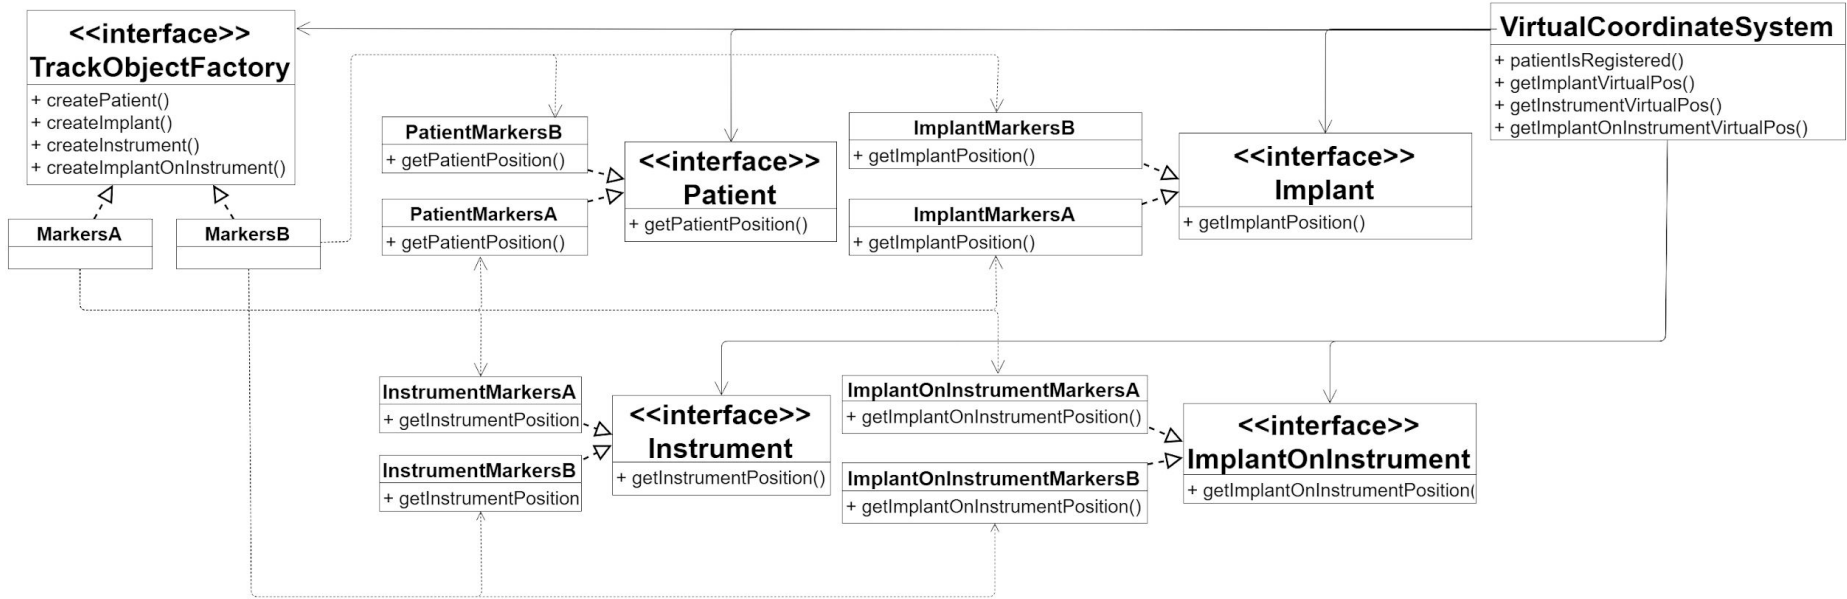 <<interface>>
TrackObjectFactory
+ createPatient()
+ createImplant()
+ createInstrument()
+ createImplantOnInstrument()
MarkersA
MarkersB
PatientMarkersB
+ getPatientPosition()
PatientMarkersA
+ getPatientPosition()
<<interface>>
Patient
+ getPatientPosition()
ImplantMarkersB
+ getImplantPosition()
ImplantMarkersA
+ getImplantPosition()
<<interface>>
Implant
+ getImplantPosition()
VirtualCoordinateSystem
+ patientIsRegistered()
+ getImplantVirtualPos()
+ getInstrumentVirtualPos()
+ getImplantOnInstrumentVirtualPos()
InstrumentMarkersA
+ getInstrumentPosition
InstrumentMarkersB
+ getInstrumentPosition
<<interface>>
Instrument
+ getInstrumentPosition()
ImplantOnInstrumentMarkersA
+ getImplantOnInstrumentPosition()
ImplantOnInstrumentMarkersB
+ getImplantOnInstrumentPosition()
<<interface>>
ImplantOnInstrument
+ getImplantOnInstrumentPosition(